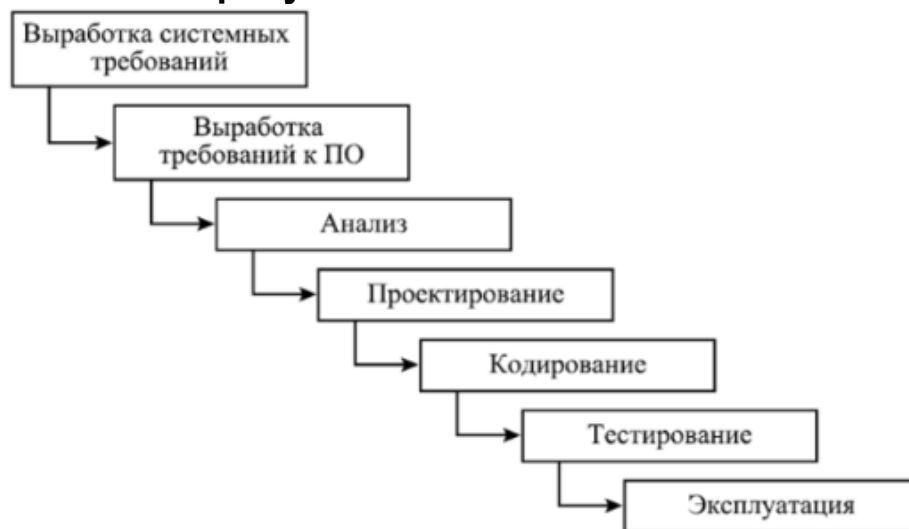 Выработка системных
требований
Выработка
требований к ПО
Анализ
Проектирование
Кодирование
Тестирование
Эксплуатация